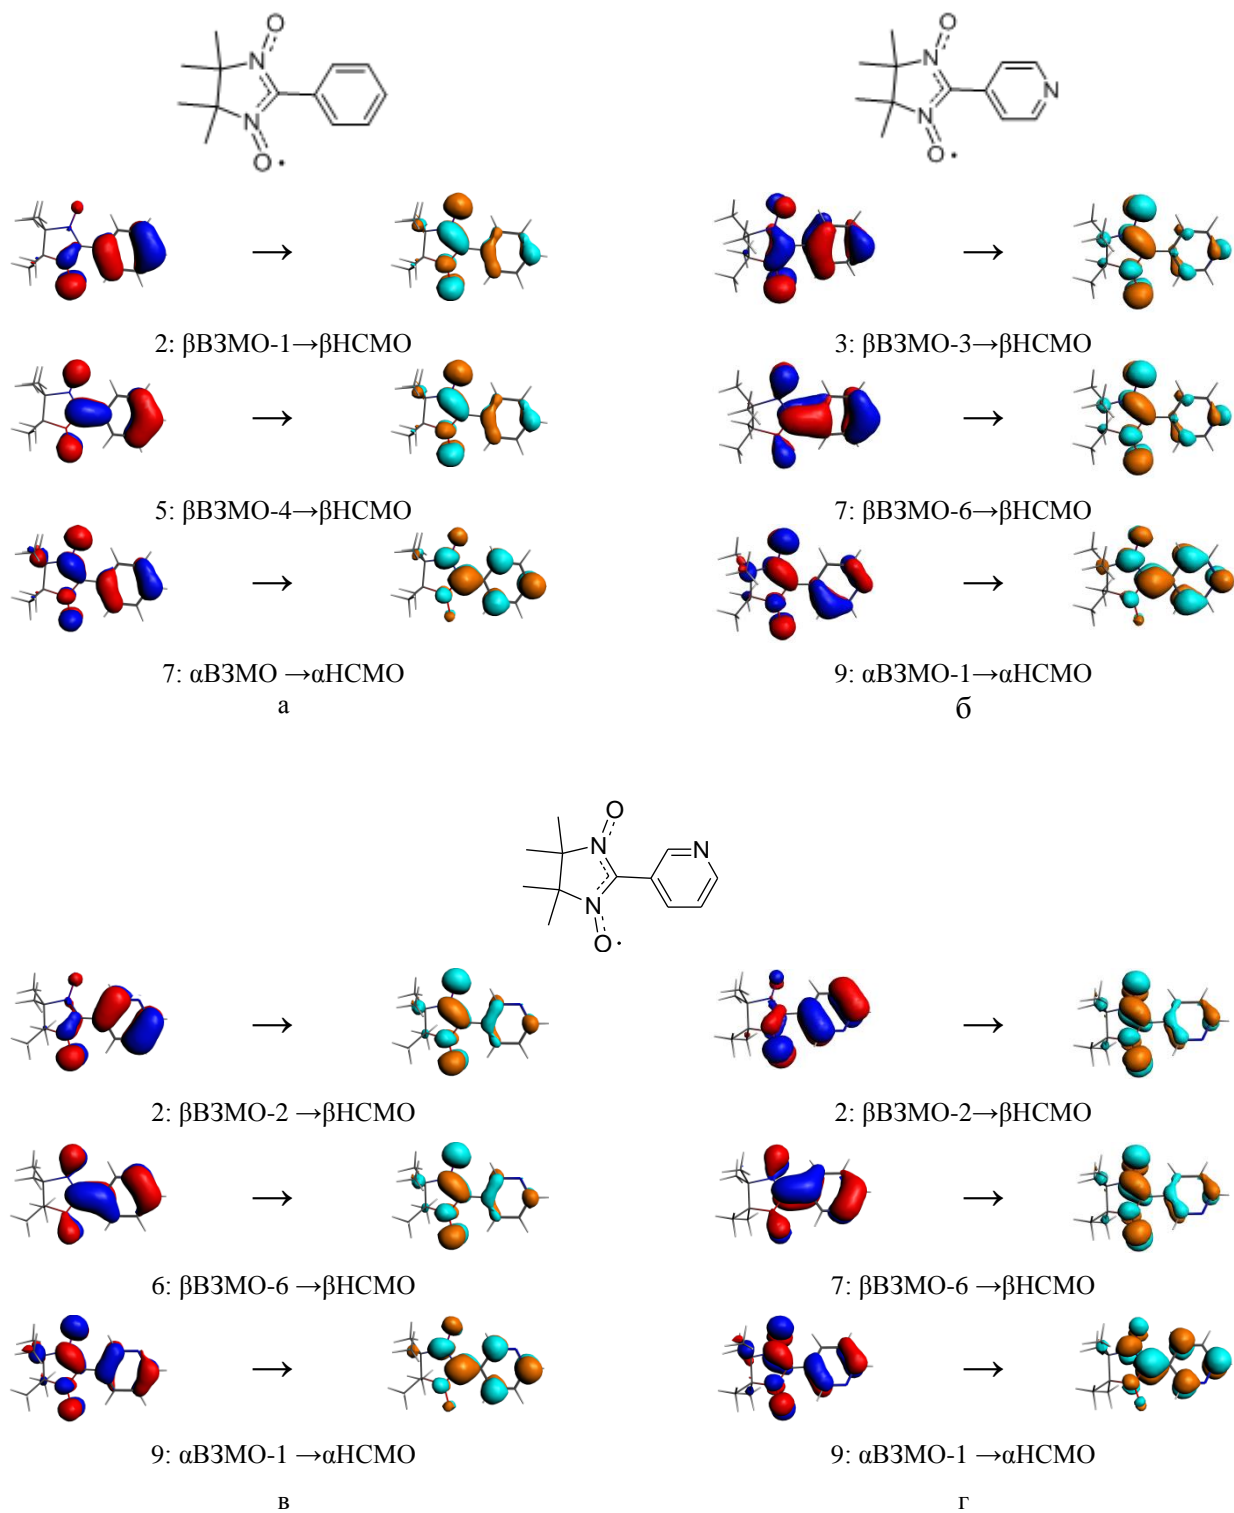 O
N
N
O•
O
N
N
O•
N
→
→
2: βВЗМО-1→βНСМО
3: βВЗМО-3→βНСМО
→
→
5: βВЗМО-4→βНСМО
7: βВЗМО-6→βНСМО
→
→
7: αВЗМО →αНСМО
9: αВЗМО-1→αНСМО
а
б
O
N
N
N
O•
→
→
2: βВЗМО-2 →βНСМО
2: βВЗМО-2→βНСМО
→
→
6: βВЗМО-6 →βНСМО
7: βВЗМО-6 →βНСМО
→
→
9: αВЗМО-1 →αНСМО
9: αВЗМО-1 →αНСМО
в
г